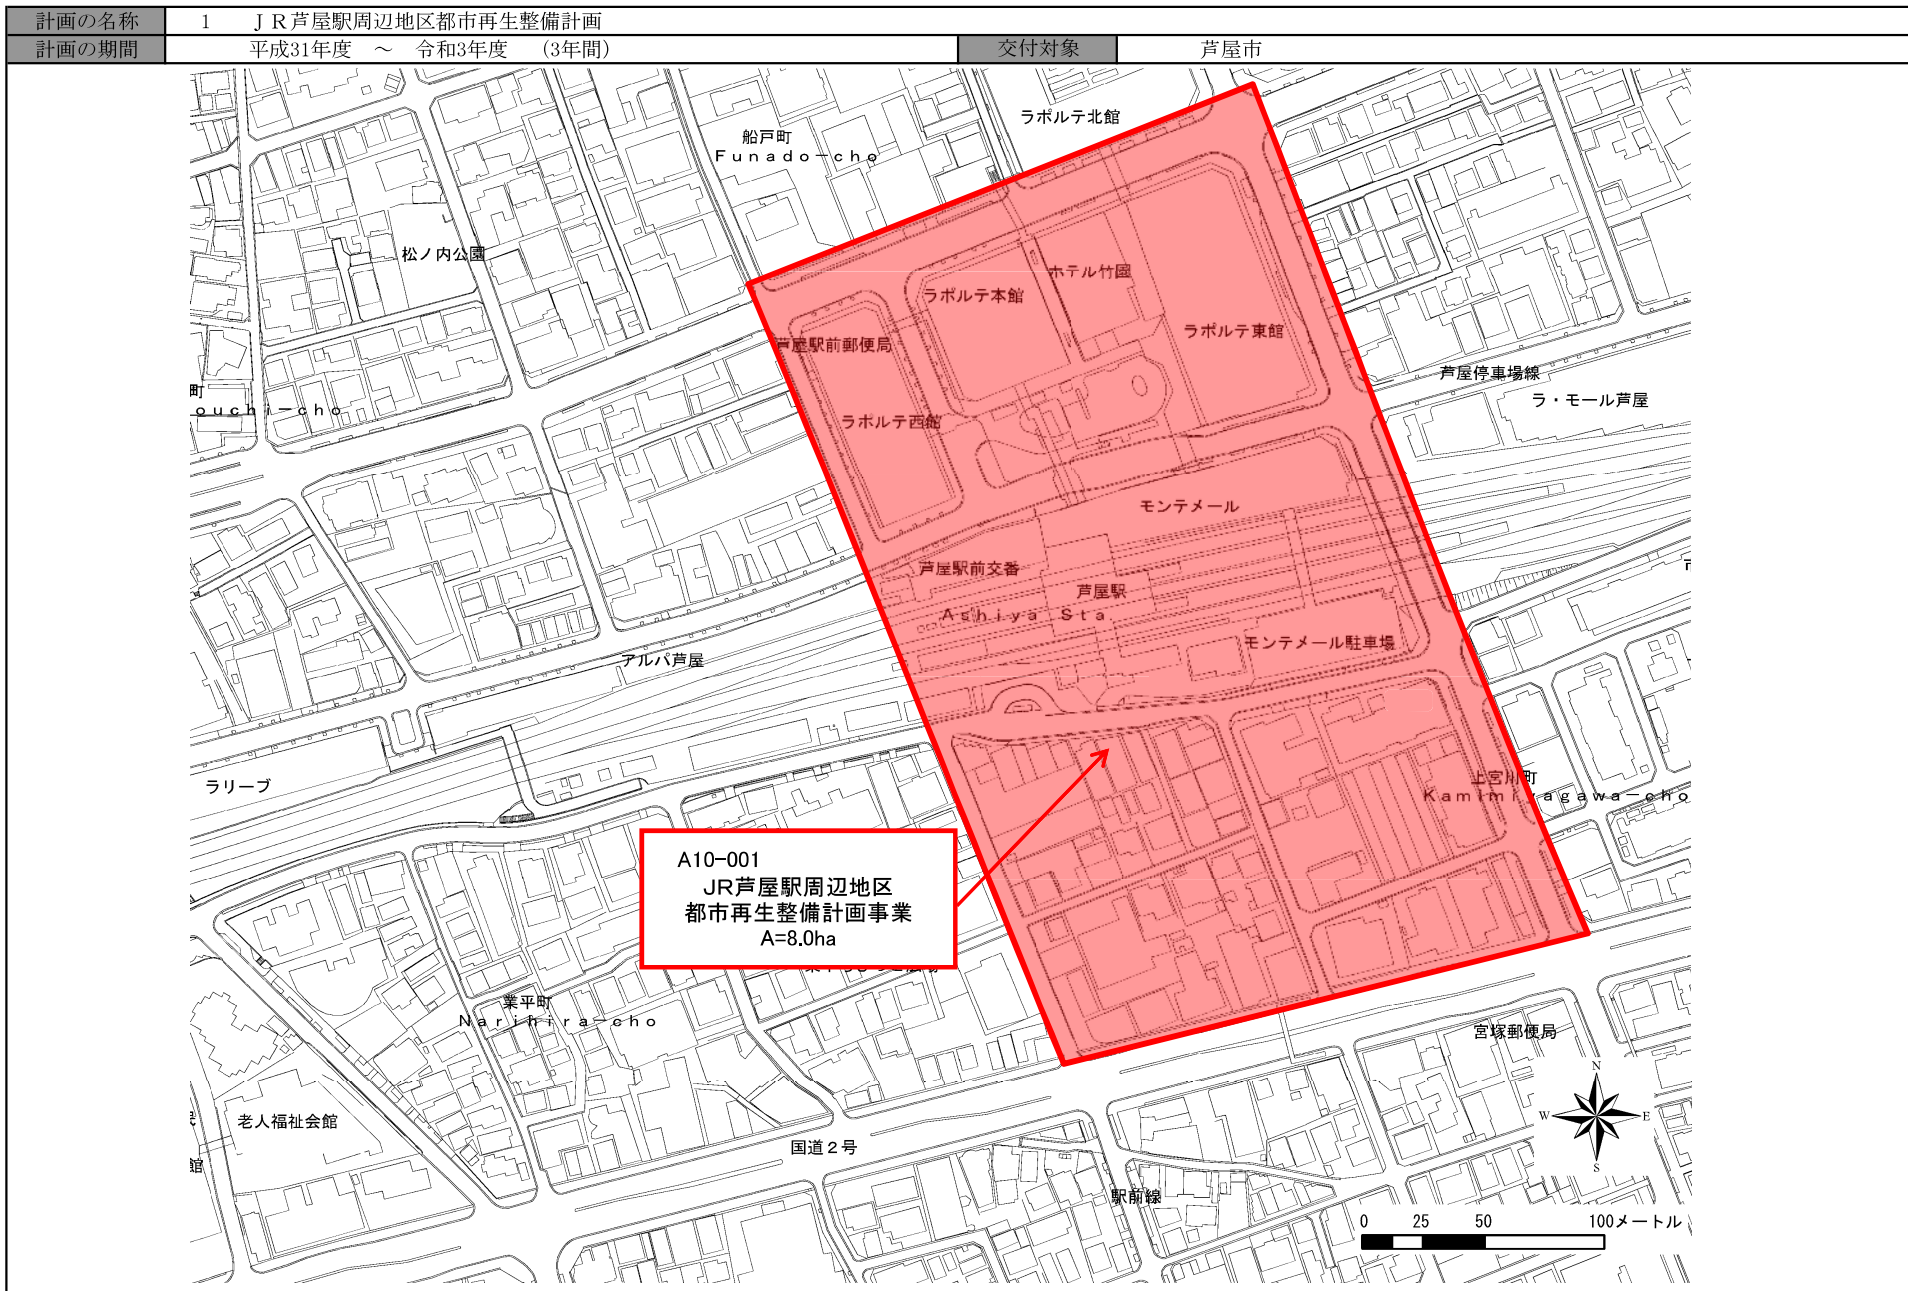 計画の名称 1 ＪＲ芦屋駅周辺地区都市再生整備計画
計画の期間 平成31年度 ～ 令和3年度 （3年間） 交付対象 芦屋市
ラポルテ北館
船戸町
Funado－cho
松ノ内公園
ホテル竹園
ラポルテ本館
ラポルテ東館
芦屋駅前郵便局
芦屋停車場線
町
ouchi－cho
ラ・モール芦屋
ラポルテ西館
モンテメール
芦屋駅前交番
芦屋駅
Ashiya Sta
モンテメール駐車場
アルパ芦屋
ラリーブ
上宮川町
Kamimiyagawa－cho
A10-001
JR芦屋駅周辺地区
都市再生整備計画事業
A=8.0ha
業平町
Narihira－cho
宮塚郵便局
老人福祉会館
国道２号
館
駅前線
N
W E
S
0 25 50 100メートル